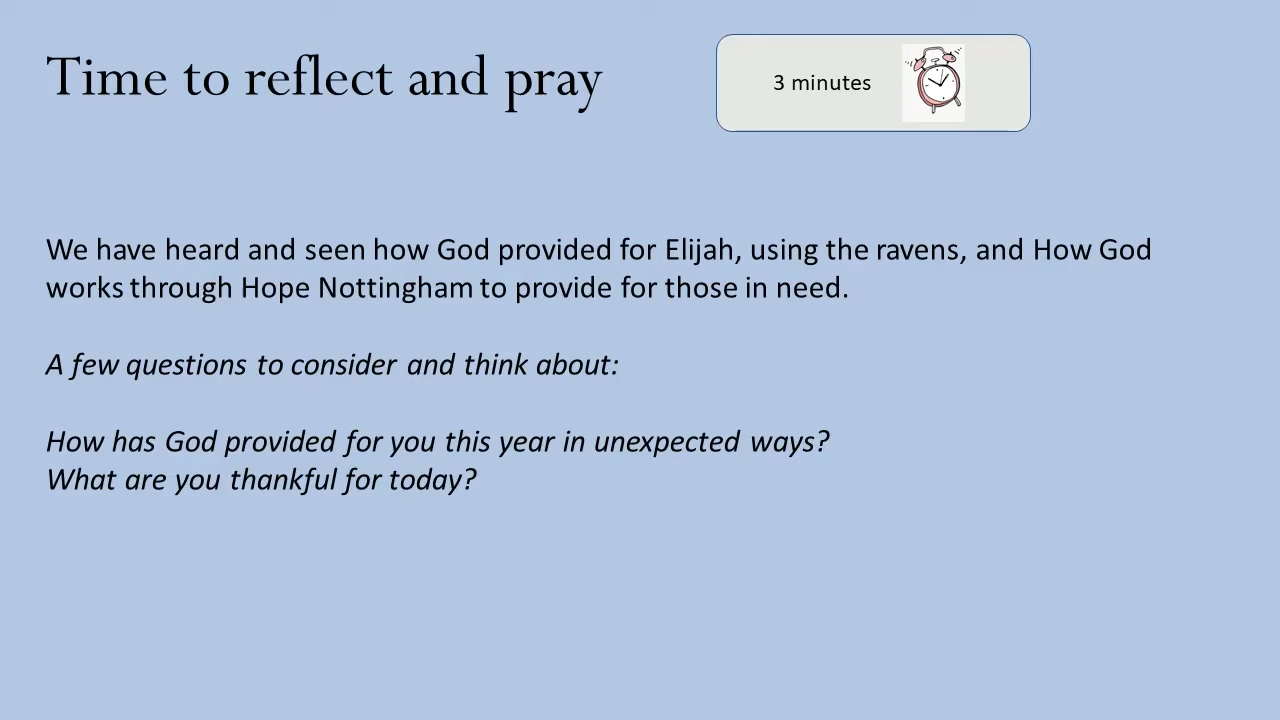 Time to reflect and pray
3 minutes
We have heard and seen how God provided for Elijah, using the ravens, and How God
works through Hope Nottingham to provide for those in need.
A few questions to consider and think about:
How has God provided for you this year in unexpected ways?
What are you thankful for today?